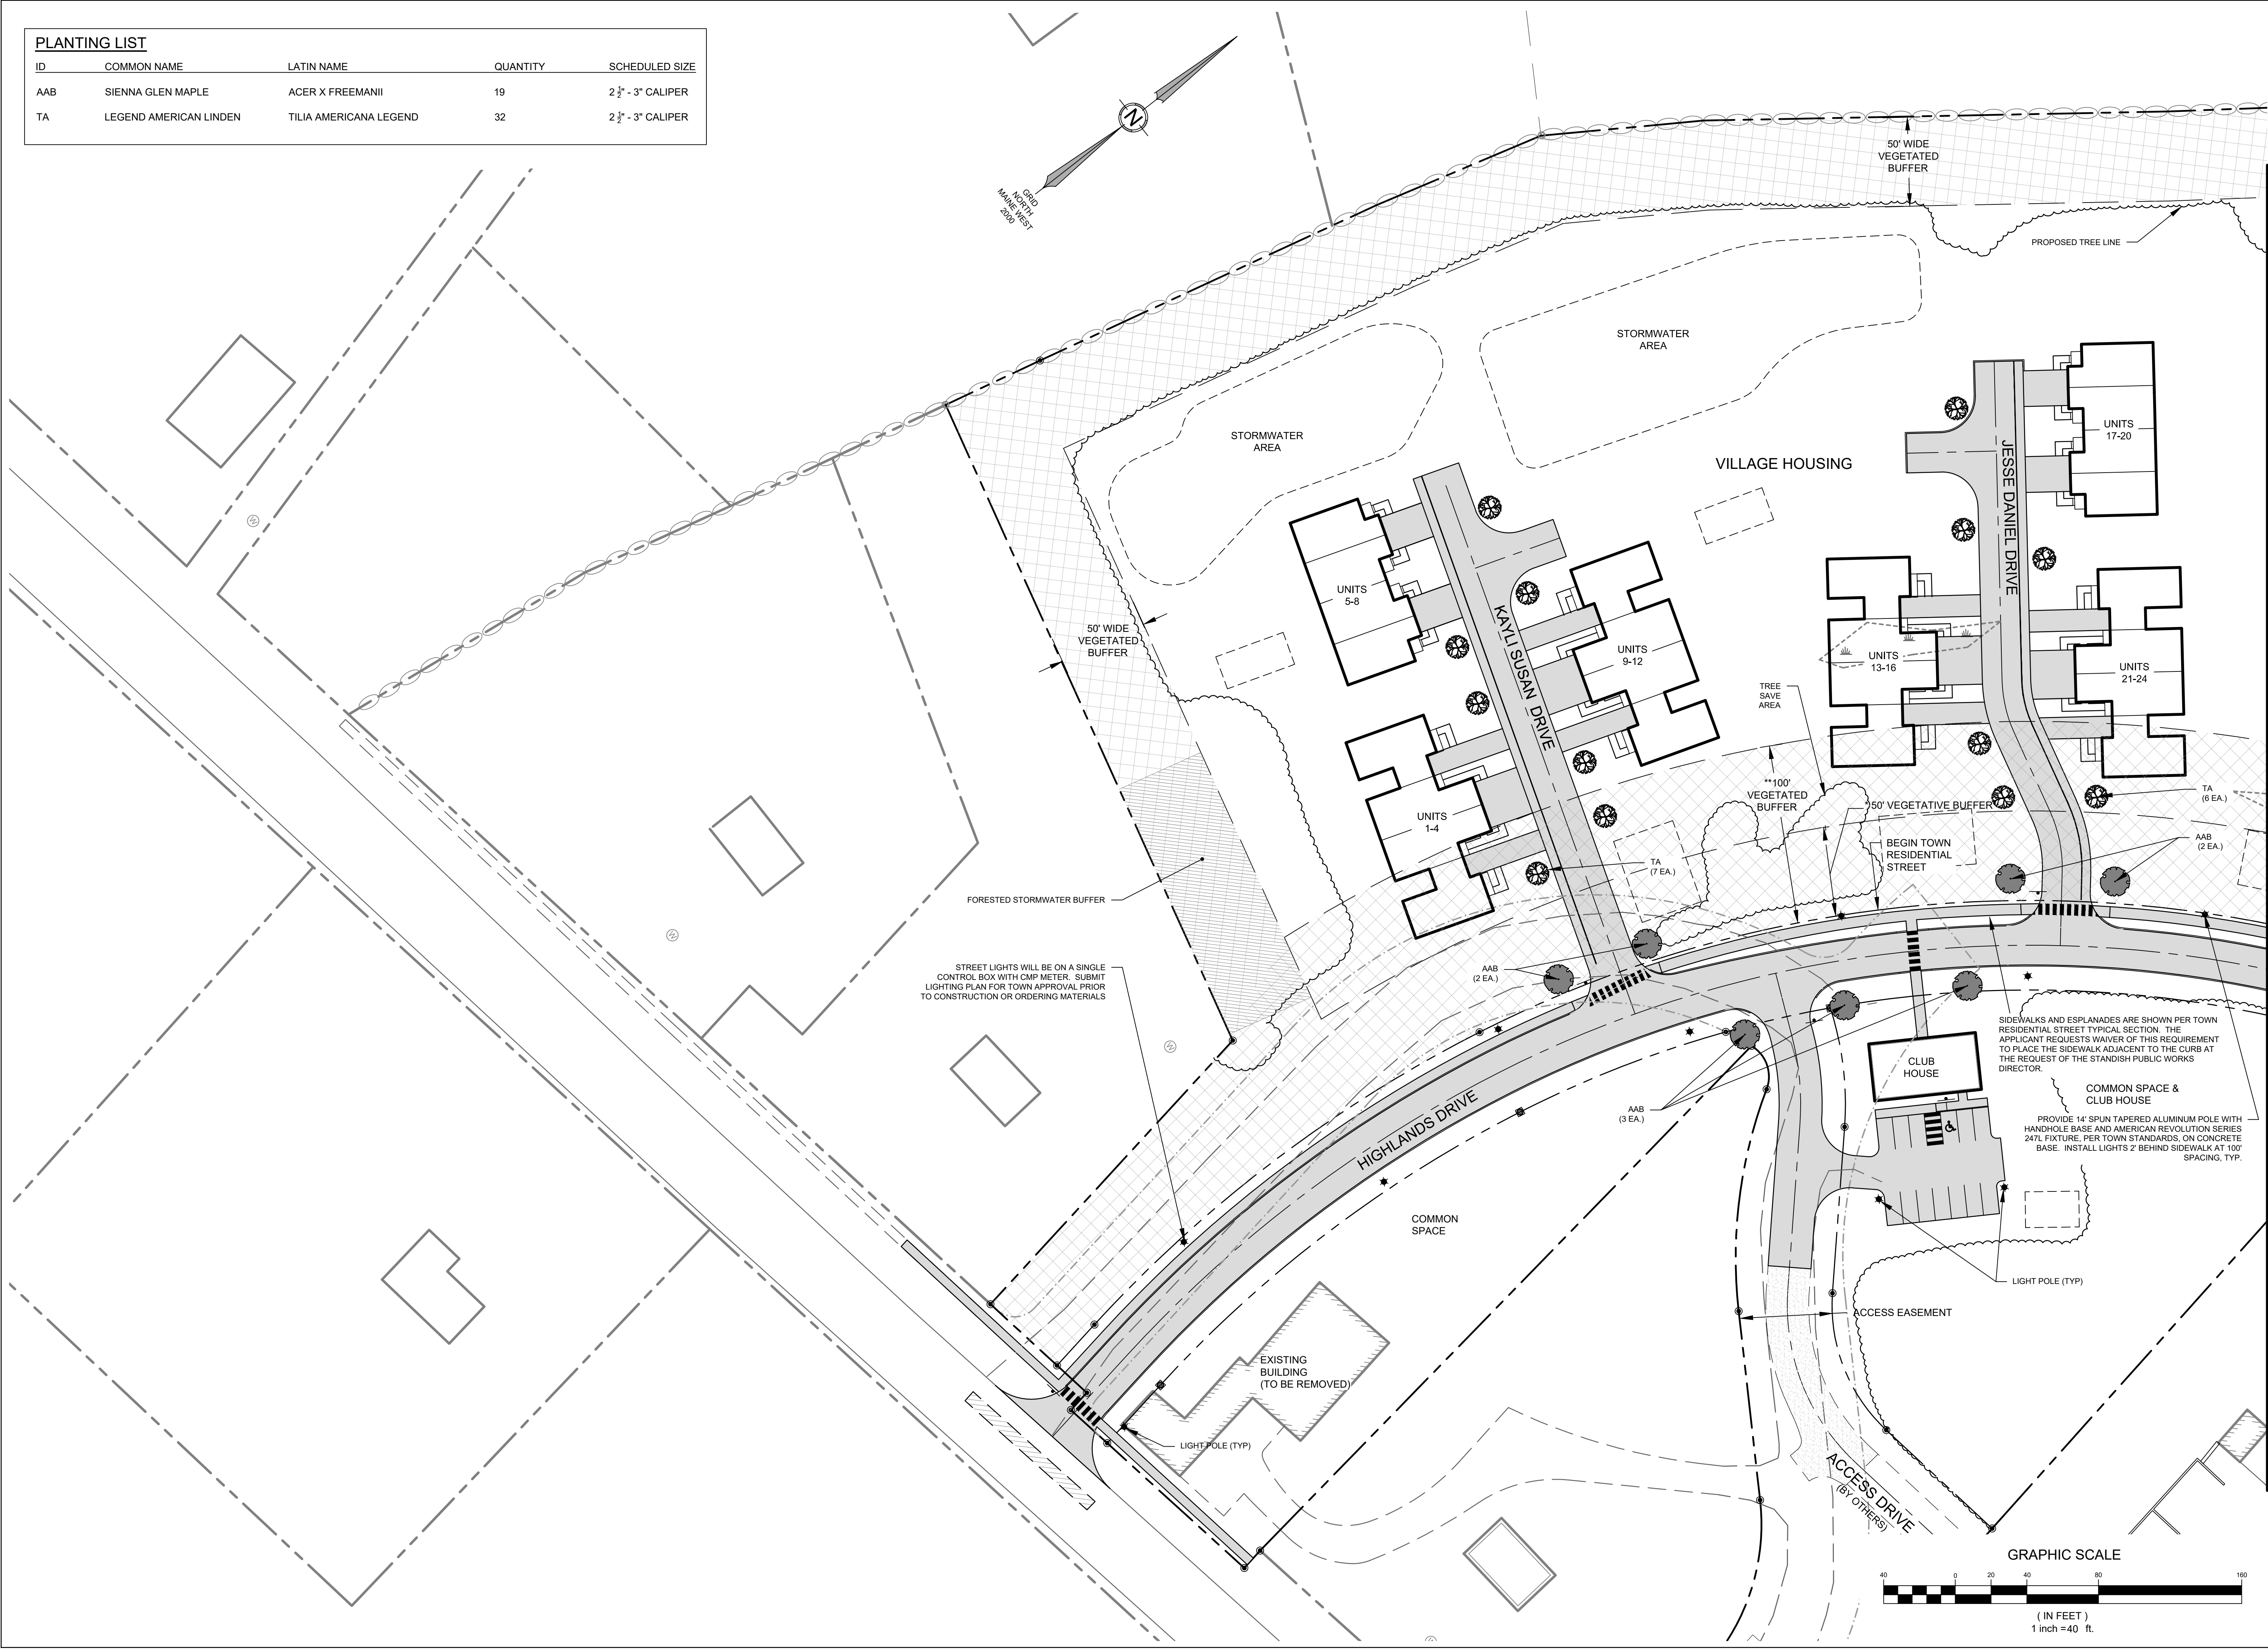 PLANTING LIST
ID COMMON NAME LATIN NAME QUANTITY SCHEDULED SIZE
AAB SIENNA GLEN MAPLE ACER X FREEMANII 19 2 1/2" - 3" CALIPER
TA LEGEND AMERICAN LINDEN TILIA AMERICANA LEGEND 32 2 1/2" - 3" CALIPER
N
GRID
NORTH
MAINE WEST
2000
50' WIDE
VEGETATED
BUFFER
PROPOSED TREE LINE
STORMWATER
AREA
STORMWATER
AREA
VILLAGE HOUSING
UNITS
17-20
JESSE DANIEL DRIVE
UNITS
5-8
KAYLI SUSAN DRIVE
UNITS
9-12
50' WIDE
VEGETATED
BUFFER
UNITS
13-16
UNITS
21-24
TREE
SAVE
AREA
**100'
VEGETATED
BUFFER
*50' VEGETATIVE BUFFER
TA
(6 EA.)
UNITS
1-4
BEGIN TOWN
RESIDENTIAL
STREET
AAB
(2 EA.)
TA
(7 EA.)
FORESTED STORMWATER BUFFER
STREET LIGHTS WILL BE ON A SINGLE
CONTROL BOX WITH CMP METER. SUBMIT
LIGHTING PLAN FOR TOWN APPROVAL PRIOR
TO CONSTRUCTION OR ORDERING MATERIALS
AAB
(2 EA.)
W
W
W
W
SIDEWALKS AND ESPLANADES ARE SHOWN PER TOWN
RESIDENTIAL STREET TYPICAL SECTION. THE
APPLICANT REQUESTS WAIVER OF THIS REQUIREMENT
TO PLACE THE SIDEWALK ADJACENT TO THE CURB AT
THE REQUEST OF THE STANDISH PUBLIC WORKS
DIRECTOR.
CLUB
HOUSE
COMMON SPACE &
CLUB HOUSE
AAB
(3 EA.)
HIGHLANDS DRIVE
PROVIDE 14' SPUN TAPERED ALUMINUM POLE WITH
HANDHOLE BASE AND AMERICAN REVOLUTION SERIES
247L FIXTURE, PER TOWN STANDARDS, ON CONCRETE
BASE. INSTALL LIGHTS 2' BEHIND SIDEWALK AT 100'
SPACING, TYP.
COMMON
SPACE
LIGHT POLE (TYP)
ACCESS EASEMENT
EXISTING
BUILDING
(TO BE REMOVED)
LIGHT POLE (TYP)
ACCESS DRIVE
(BY OTHERS)
GRAPHIC SCALE
40 0 20 40 80 160
( IN FEET )
1 inch =40 ft.